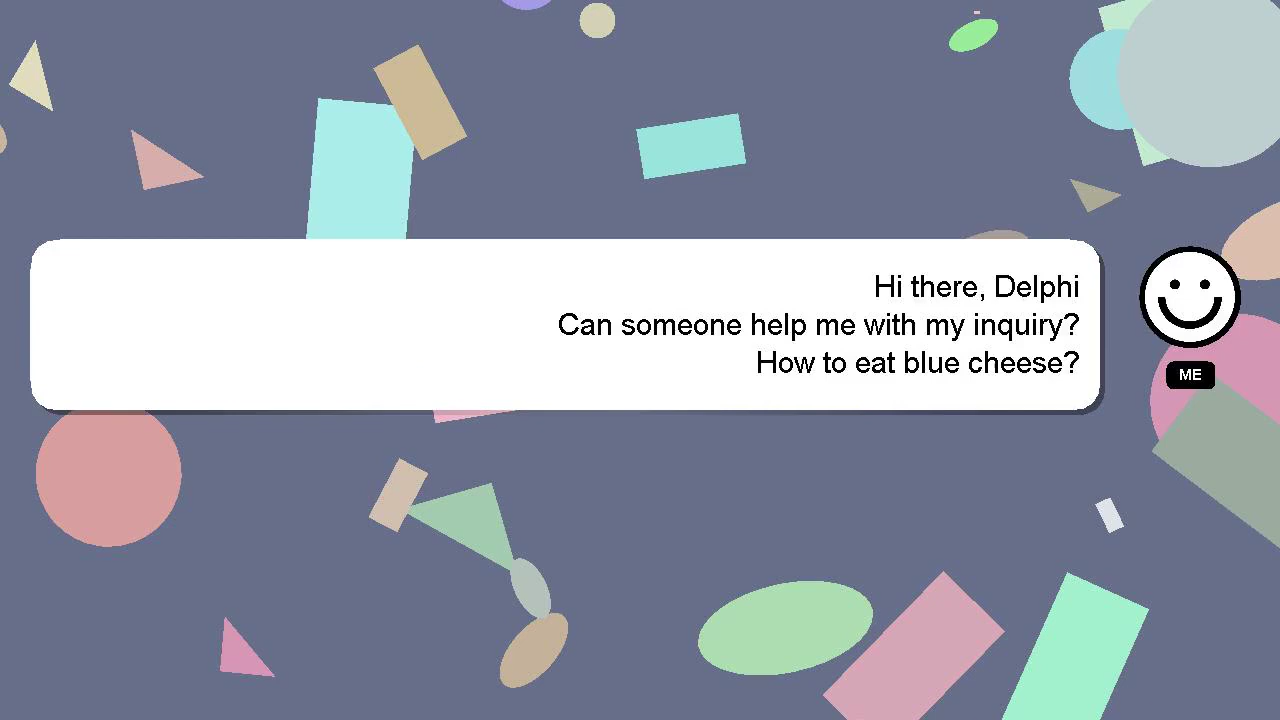 Hi there, Delphi
Can someone help me with my inquiry?
How to eat blue cheese?
ME